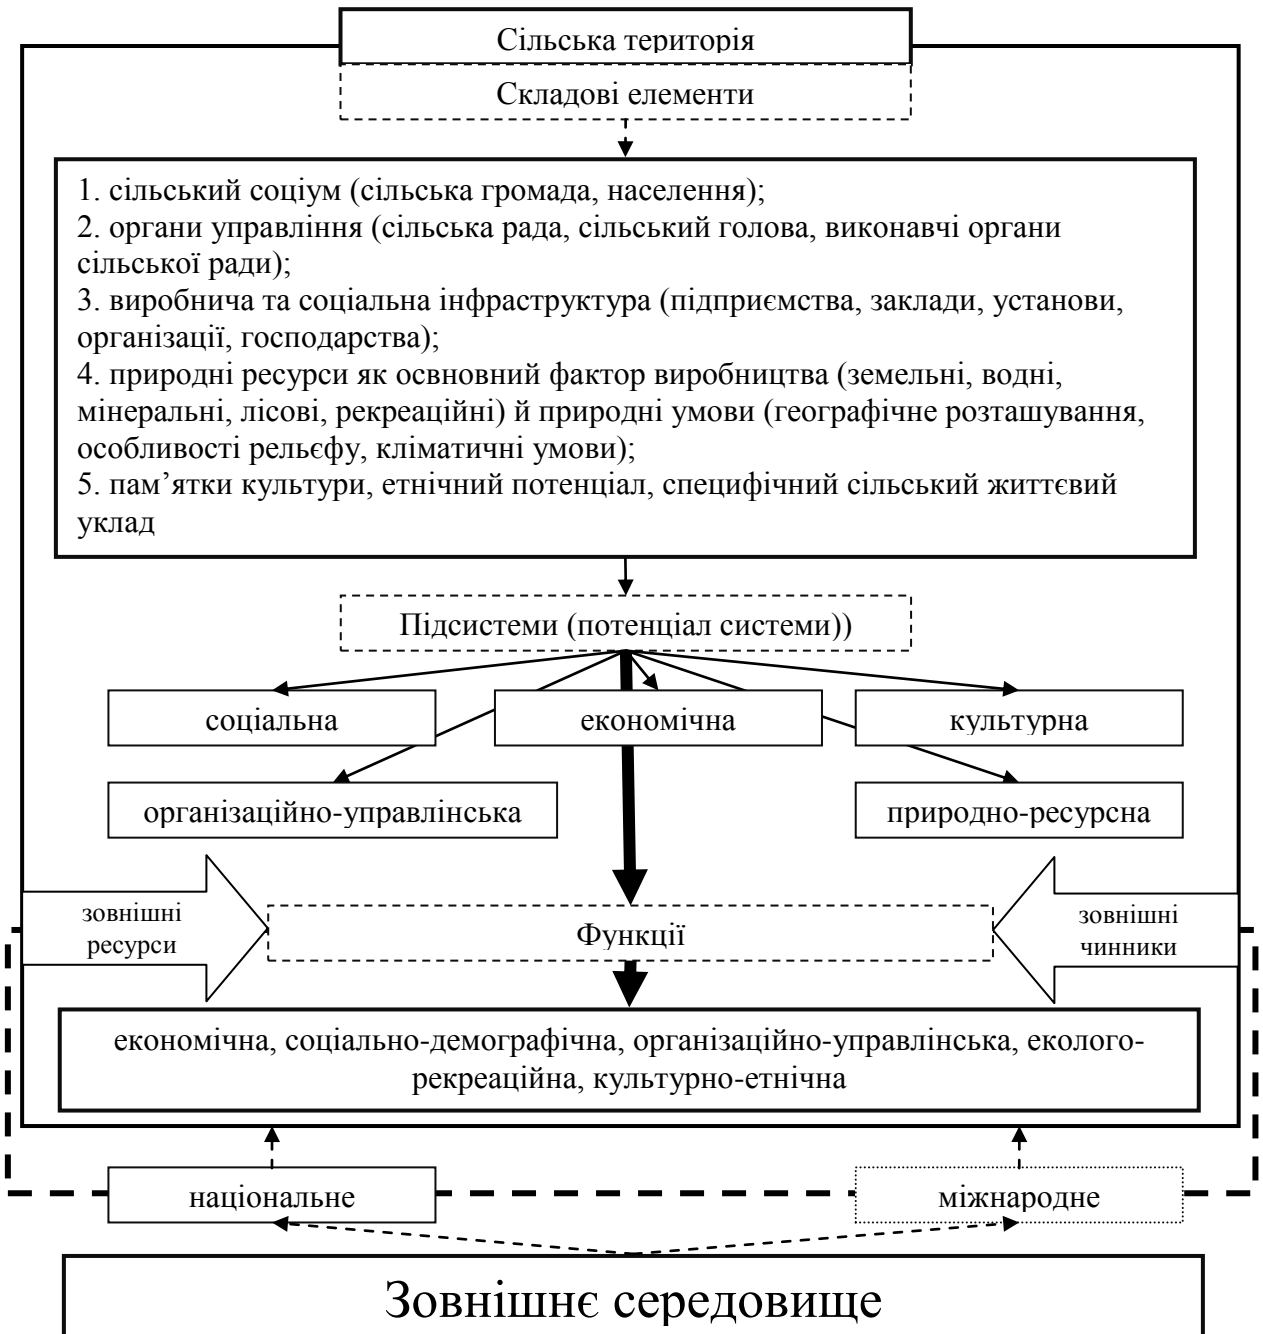 Сільська територія
Складові елементи
1. сільський соціум (сільська громада, населення);
2. органи управління (сільська рада, сільський голова, виконавчі органи
сільської ради);
3. виробнича та соціальна інфраструктура (підприємства, заклади, установи,
організації, господарства);
4. природні ресурси як освновний фактор виробництва (земельні, водні,
мінеральні, лісові, рекреаційні) й природні умови (географічне розташування,
особливості рельєфу, кліматичні умови);
5. пам’ятки культури, етнічний потенціал, специфічний сільський життєвий
уклад
Підсистеми (потенціал системи))
соціальна
економічна
культурна
організаційно-управлінська
природно-ресурсна
зовнішні
ресурси
Функції
зовнішні
чинники
економічна, соціально-демографічна, організаційно-управлінська, еколого-
рекреаційна, культурно-етнічна
національне
міжнародне
Зовнішнє середовище